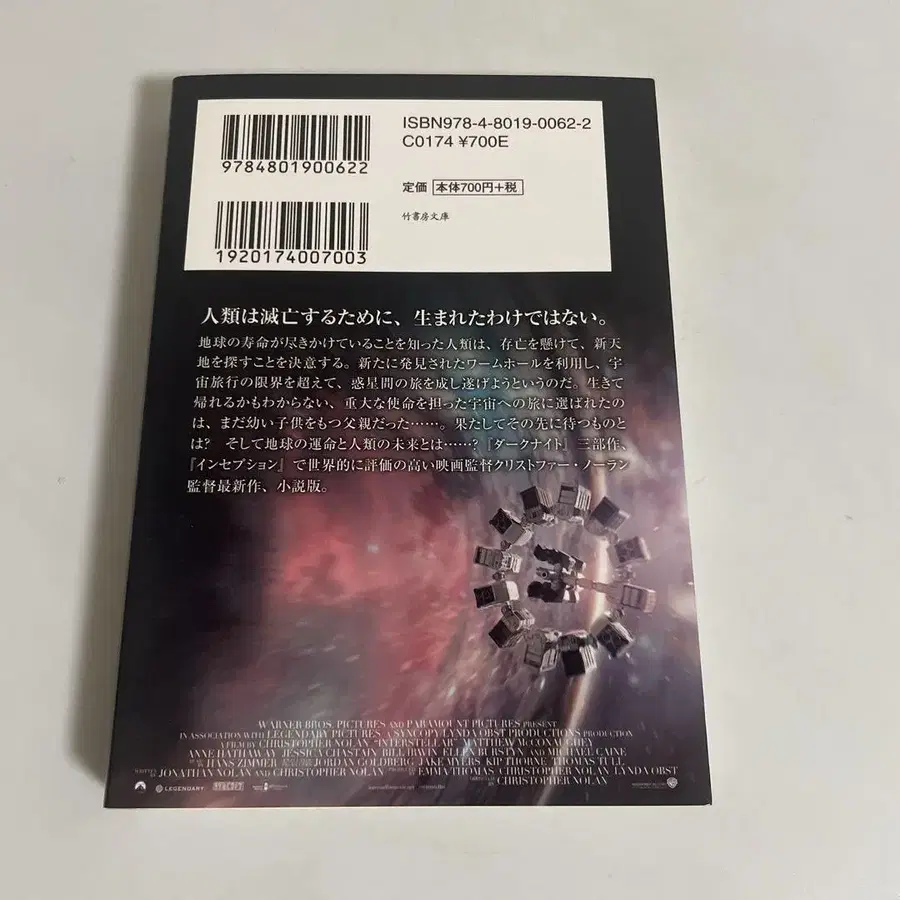 ISBN978-4-8019-0062-2
C0174 ¥700E
9784801900622
定価 本体700円+税
竹書房文庫
1920174007003
人類は滅亡するために、生まれたわけではない。
地球の寿命が尽きかけていることを知った人類は、存亡を懸けて、新天
地を探すことを決意する。新たに発見されたワームホールを利用し、宇
宙旅行の限界を超えて、惑星間の旅を成し遂げようというのだ。生きて
帰れるかもわからない、重大な使命を担った宇宙への旅に選ばれたの
は、まだ幼い子供をもつ父親だった……。果たしてその先に待つものと
は? そして地球の運命と人類の未来とは……?『ダークナイト』三部作、
『インセプション』で世界的に評価の高い映画監督クリストファー・ノーラン
監督最新作、小説版。
WARNER BROS. PICTURES AND PARAMOUNT PICTURES PRESENT
IN ASSOCIATION WITH LEGENDARY PICTURES A SYNCOPY/LYNDA OBST PRODUCTIONS PRODUCTION
A FILM BY CHRISTOPHER NOLAN "INTERSTELLAR" MATTHEW McCONAUGHEY
ANNE HATHAWAY JESSICA CHASTAIN BILL IRWIN ELLEN BURSTYN AND MICHAEL CAINE
HANS ZIMMER JORDAN GOLDBERG JAKE MYERS KIP THORNE THOMAS TULL
WRITTEN BY JONATHAN NOLAN AND CHRISTOPHER NOLAN PRODUCED BY EMMA THOMAS CHRISTOPHER NOLAN LYNDA OBST
DIRECTED BY CHRISTOPHER NOLAN
LEGENDARY